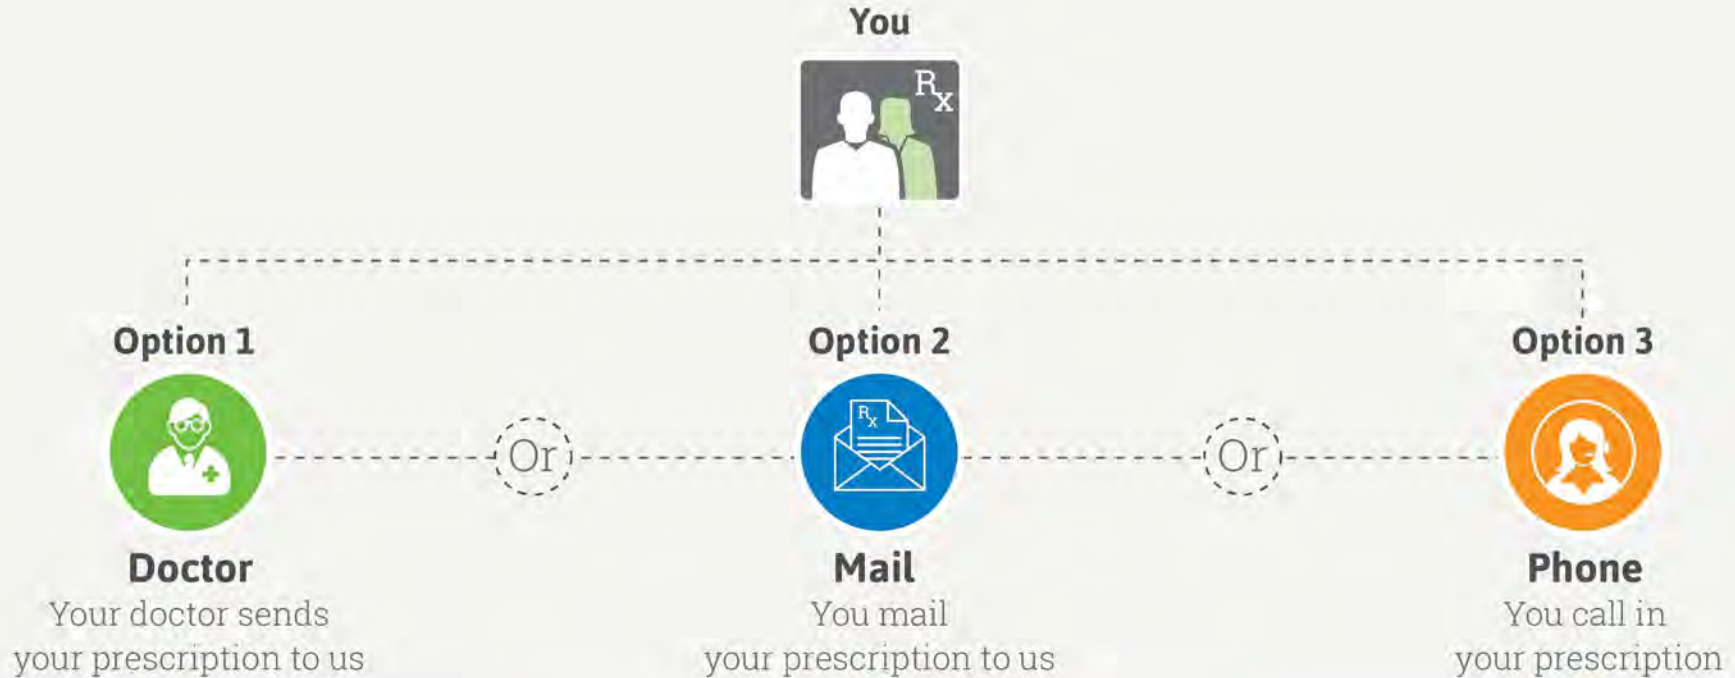 You
Rx
Option 1
Option 2
Option 3
Rx
Or
Or
Doctor
Your doctor sends
your prescription to us
Mail
You mail
your prescription to us
Phone
You call in
your prescription